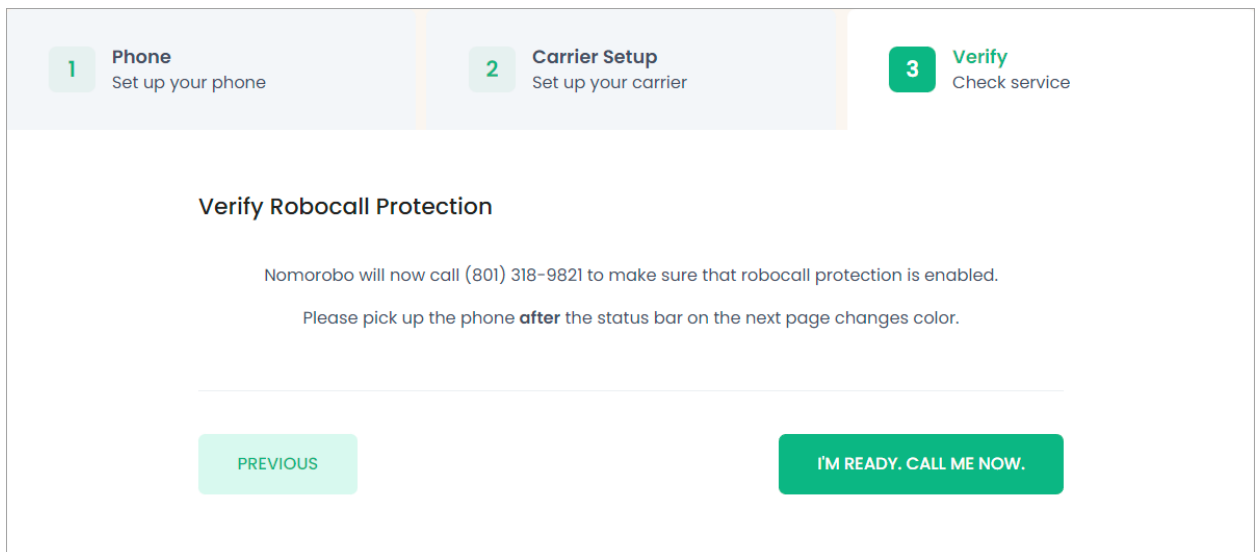 1
Phone
Set up your phone
2
Carrier Setup
Set up your carrier
3
Verify
Check service
Verify Robocall Protection
Nomorobo will now call (801) 318-9821 to make sure that robocall protection is enabled.
Please pick up the phone after the status bar on the next page changes color.
PREVIOUS
I'M READY. CALL ME NOW.